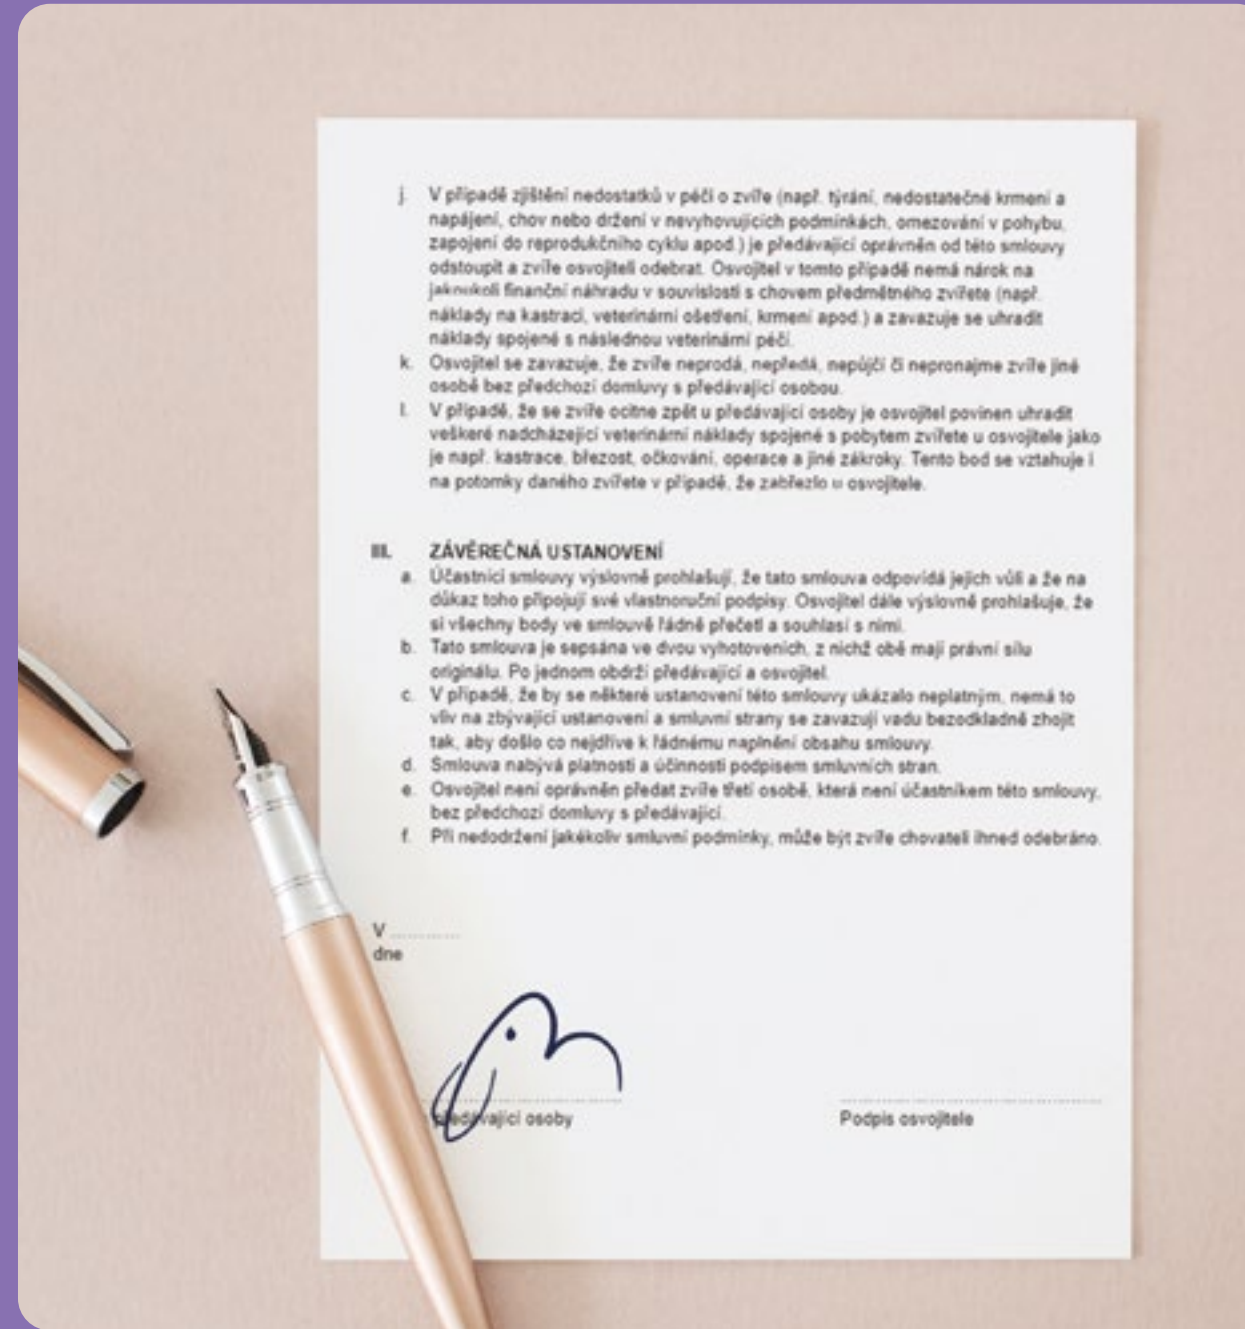 j. V případě zjištění nedostatků v péči o zvíře (např. týrání, nedostatečné krmení a
napájení, chov nebo držení v nevyhovujících podmínkách, omezování v pohybu,
zapojení do reprodukčního cyklu apod.) je předávající oprávněn od této smlouvy
odstoupit a zvíře osvojiteli odebrat. Osvojitel v tomto případě nemá nárok na
jakoukoli finanční náhradu v souvislosti s chovem předmětného zvířete (např.
náklady na kastraci, veterinární ošetření, krmení apod.) a zavazuje se uhradit
náklady spojené s následnou veterinární péčí.
k. Osvojitel se zavazuje, že zvíře neprodá, nepředá, nepůjčí či nepronajme zvíře jiné
osobě bez předchozí domluvy s předávající osobou.
l. V případě, že se zvíře ocitne zpět u předávající osoby je osvojitel povinen uhradit
veškeré nadcházející veterinární náklady spojené s pobytem zvířete u osvojitele jako
je např. kastrace, březost, očkování, operace a jiné zákroky. Tento bod se vztahuje i
na potomky daného zvířete v případě, že zabřezlo u osvojitele.
III. ZÁVĚREČNÁ USTANOVENÍ
a. Účastníci smlouvy výslovně prohlašují, že tato smlouva odpovídá jejich vůli a že na
důkaz toho připojují své vlastnoruční podpisy. Osvojitel dále výslovně prohlašuje, že
si všechny body ve smlouvě řádně přečetl a souhlasí s nimi.
b. Tato smlouva je sepsána ve dvou vyhotoveních, z nichž obě mají právní sílu
originálu. Po jednom obdrží předávající a osvojitel.
c. V případě, že by se některé ustanovení této smlouvy ukázalo neplatným, nemá to
vliv na zbývající ustanovení a smluvní strany se zavazují vadu bezodkladně zhojit
tak, aby došlo co nejdříve k řádnému naplnění obsahu smlouvy.
d. Smlouva nabývá platnosti a účinnosti podpisem smluvních stran.
e. Osvojitel není oprávněn předat zvíře třetí osobě, která není účastníkem této smlouvy,
bez předchozí domluvy s předávající.
f. Při nedodržení jakékoliv smluvní podmínky, může být zvíře chovateli ihned odebráno.
V ............
dne
předávající osoby
Podpis osvojitele